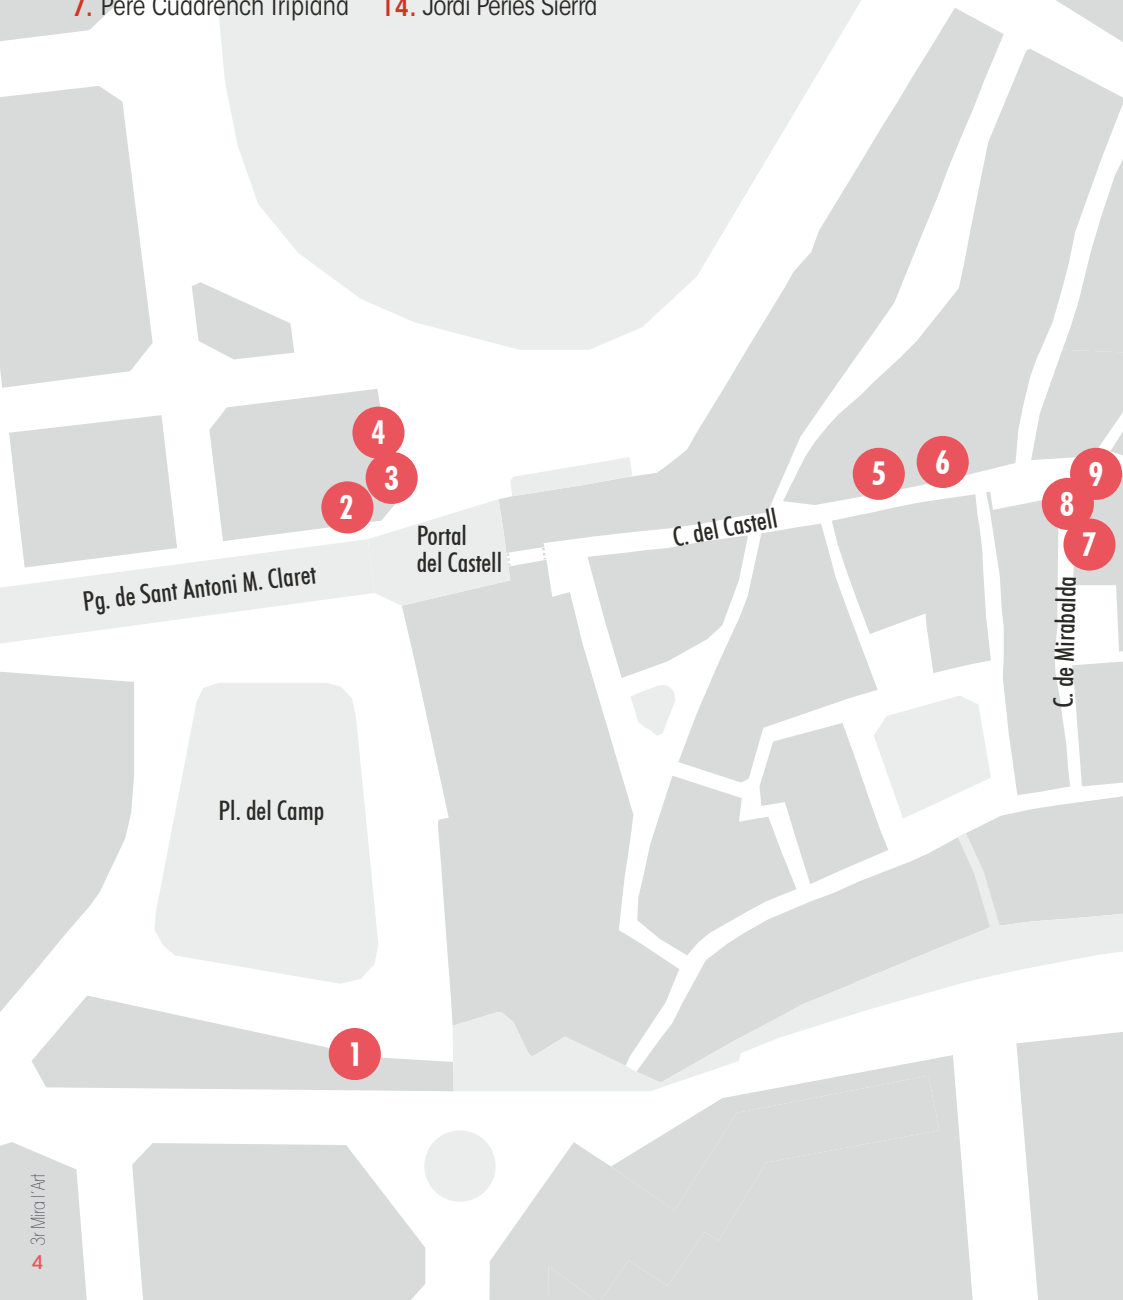 7. Pere Cuadrench Tripiana
14. Jordi Peries Sierra
4
3
2
5
6
9
8
7
Portal
del Castell
C. del Castell
Pg. de Sant Antoni M. Claret
C. de Mirabalda
Pl. del Camp
1
3r Mira l'Art
4